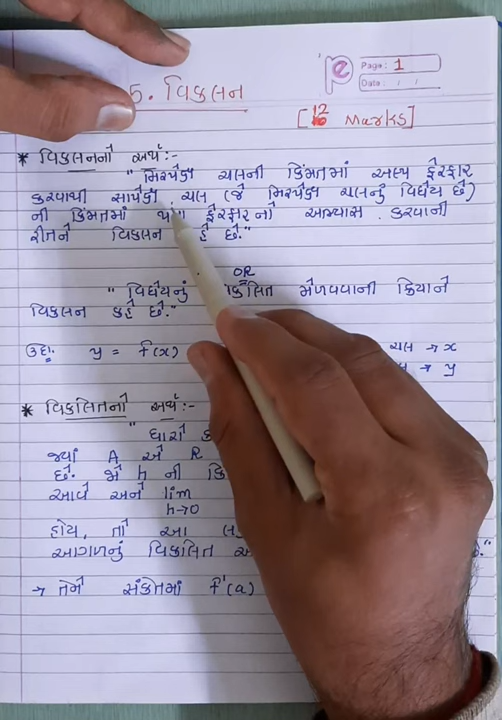 Page: 1
Date: / /
5. વિકલન
[12 Marks]
* વિકલનનો અર્થ:-
" નિરપેક્ષ ચલની કિંમતમાં અલ્પ ફેરફાર
કરવાથી સાપેક્ષ ચલ (જે નિરપેક્ષ ચલનું વિધેય છે)
ની કિંમતમાં ફેરફારનો અભ્યાસ કરવાની
રીતને વિકલન છે."
OR
" વિધેયનું મેળવવાની ક્રિયાને
વિકલન કહે છે."
ઉદા. y = f(x) ચલ → x
→ y
* વિકલિતનો અર્થ:-
" ધારો
જ્યાં A એ R
છે. જો h ની
આવે અને lim
h→0
હોય, તો આ
આગળનું વિકલિત
→ તેને સંકેતમાં f'(a)